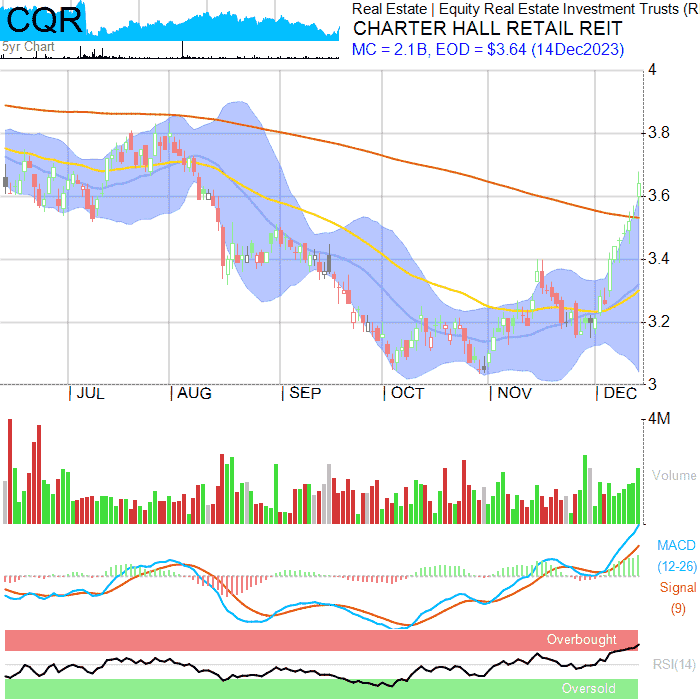 CQR
5yr Chart
Real Estate | Equity Real Estate Investment Trusts (R
CHARTER HALL RETAIL REIT
MC = 2.1B, EOD = $3.64 (14Dec2023)
4
3.8
3.6
3.4
3.2
3
| JUL | AUG | SEP | OCT | NOV | DEC
4M
Volume
MACD
(12-26)
Signal
(9)
Overbought
RSI(14)
Oversold